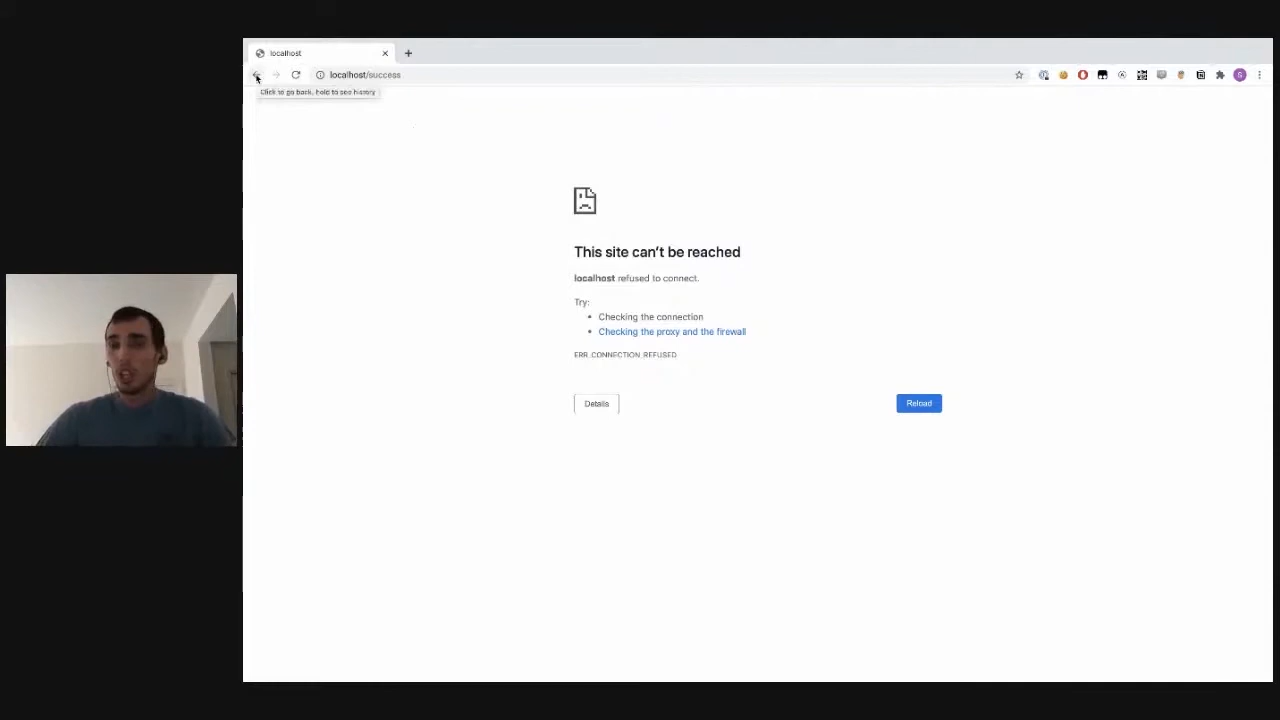 localhost
localhost/success
S
Click to go back, hold to see history
This site can't be reached
localhost refused to connect.
Try:
• Checking the connection
• Checking the proxy and the firewall
ERR_CONNECTION_REFUSED
Details
Reload